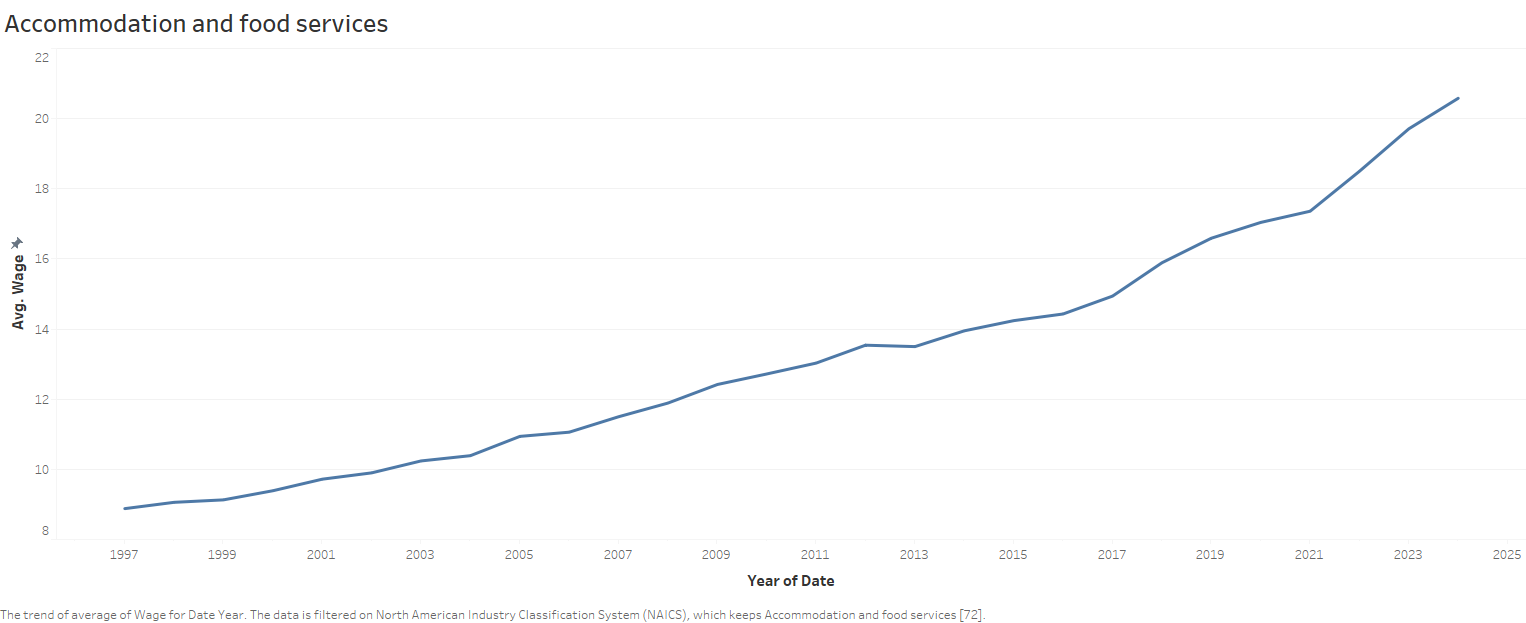 Accommodation and food services
22
20
18
16
14
12
10
8
Avg. Wage
1997 1999 2001 2003 2005 2007 2009 2011 2013 2015 2017 2019 2021 2023 2025
Year of Date
The trend of average of Wage for Date Year. The data is filtered on North American Industry Classification System (NAICS), which keeps Accommodation and food services [72].